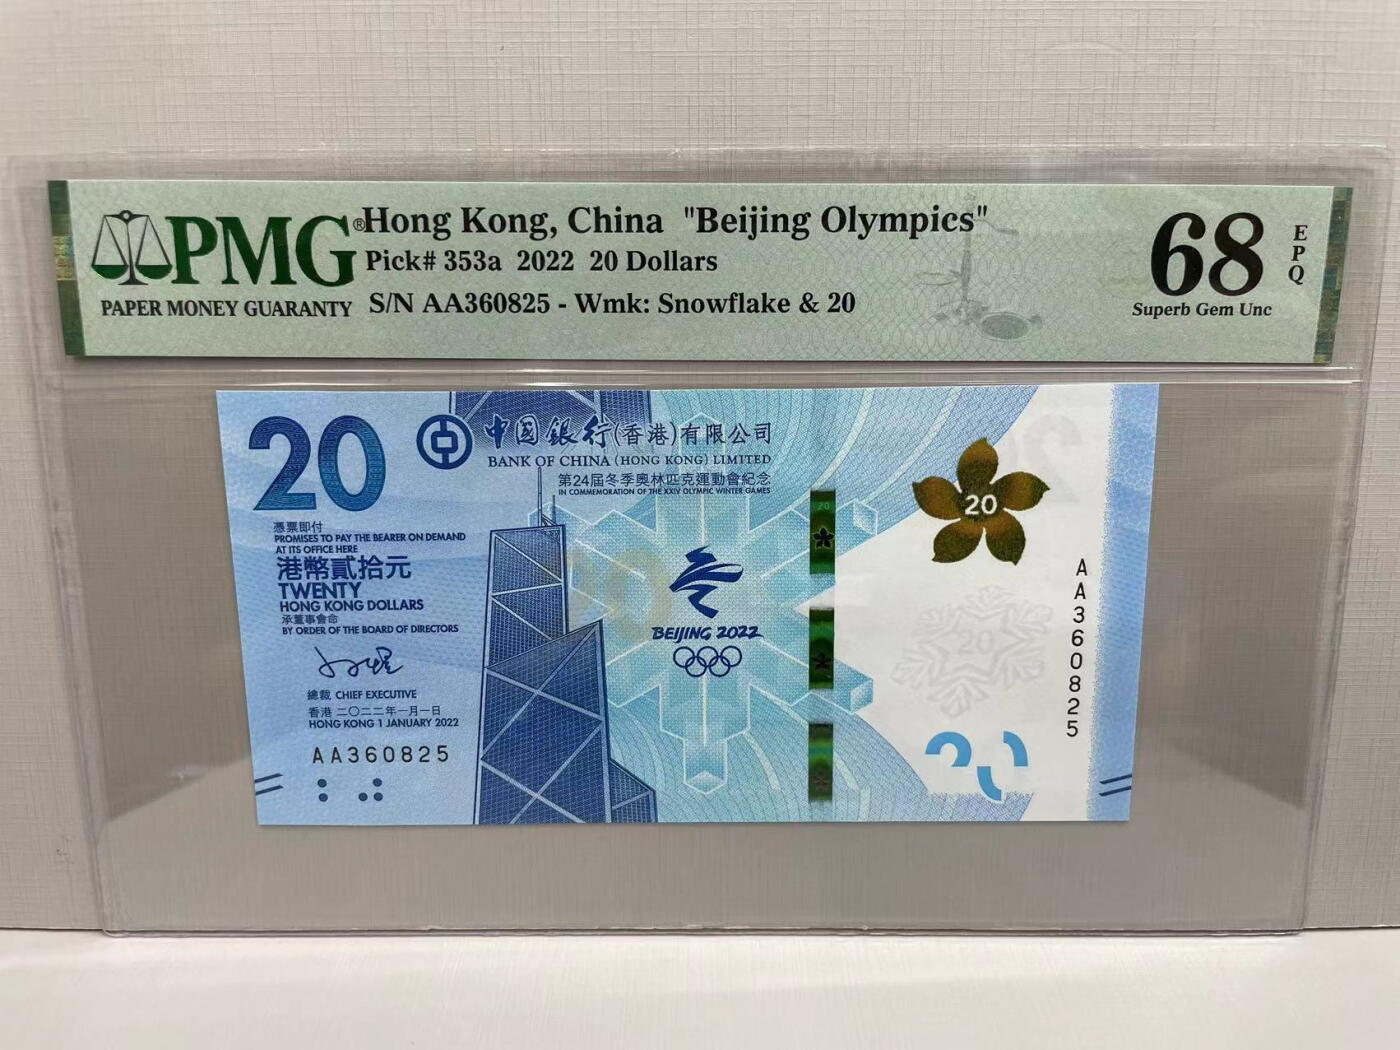 PMG®
PAPER MONEY GUARANTY
Hong Kong, China "Beijing Olympics"
Pick# 353a 2022 20 Dollars
S/N AA360825 - Wmk: Snowflake & 20
68
EPQ
Superb Gem Unc
20
中國銀行(香港)有限公司
BANK OF CHINA (HONG KONG) LIMITED
第24屆冬季奧林匹克運動會紀念
IN COMMEMORATION OF THE XXIV OLYMPIC WINTER GAMES
憑票即付
PROMISES TO PAY THE BEARER ON DEMAND
AT ITS OFFICE HERE
港幣貳拾元
TWENTY
HONG KONG DOLLARS
承董事會命
BY ORDER OF THE BOARD OF DIRECTORS
總裁 CHIEF EXECUTIVE
香港 二〇二二年一月一日
HONG KONG 1 JANUARY 2022
AA360825
BEIJING 2022
20
20
20
AA360825
20